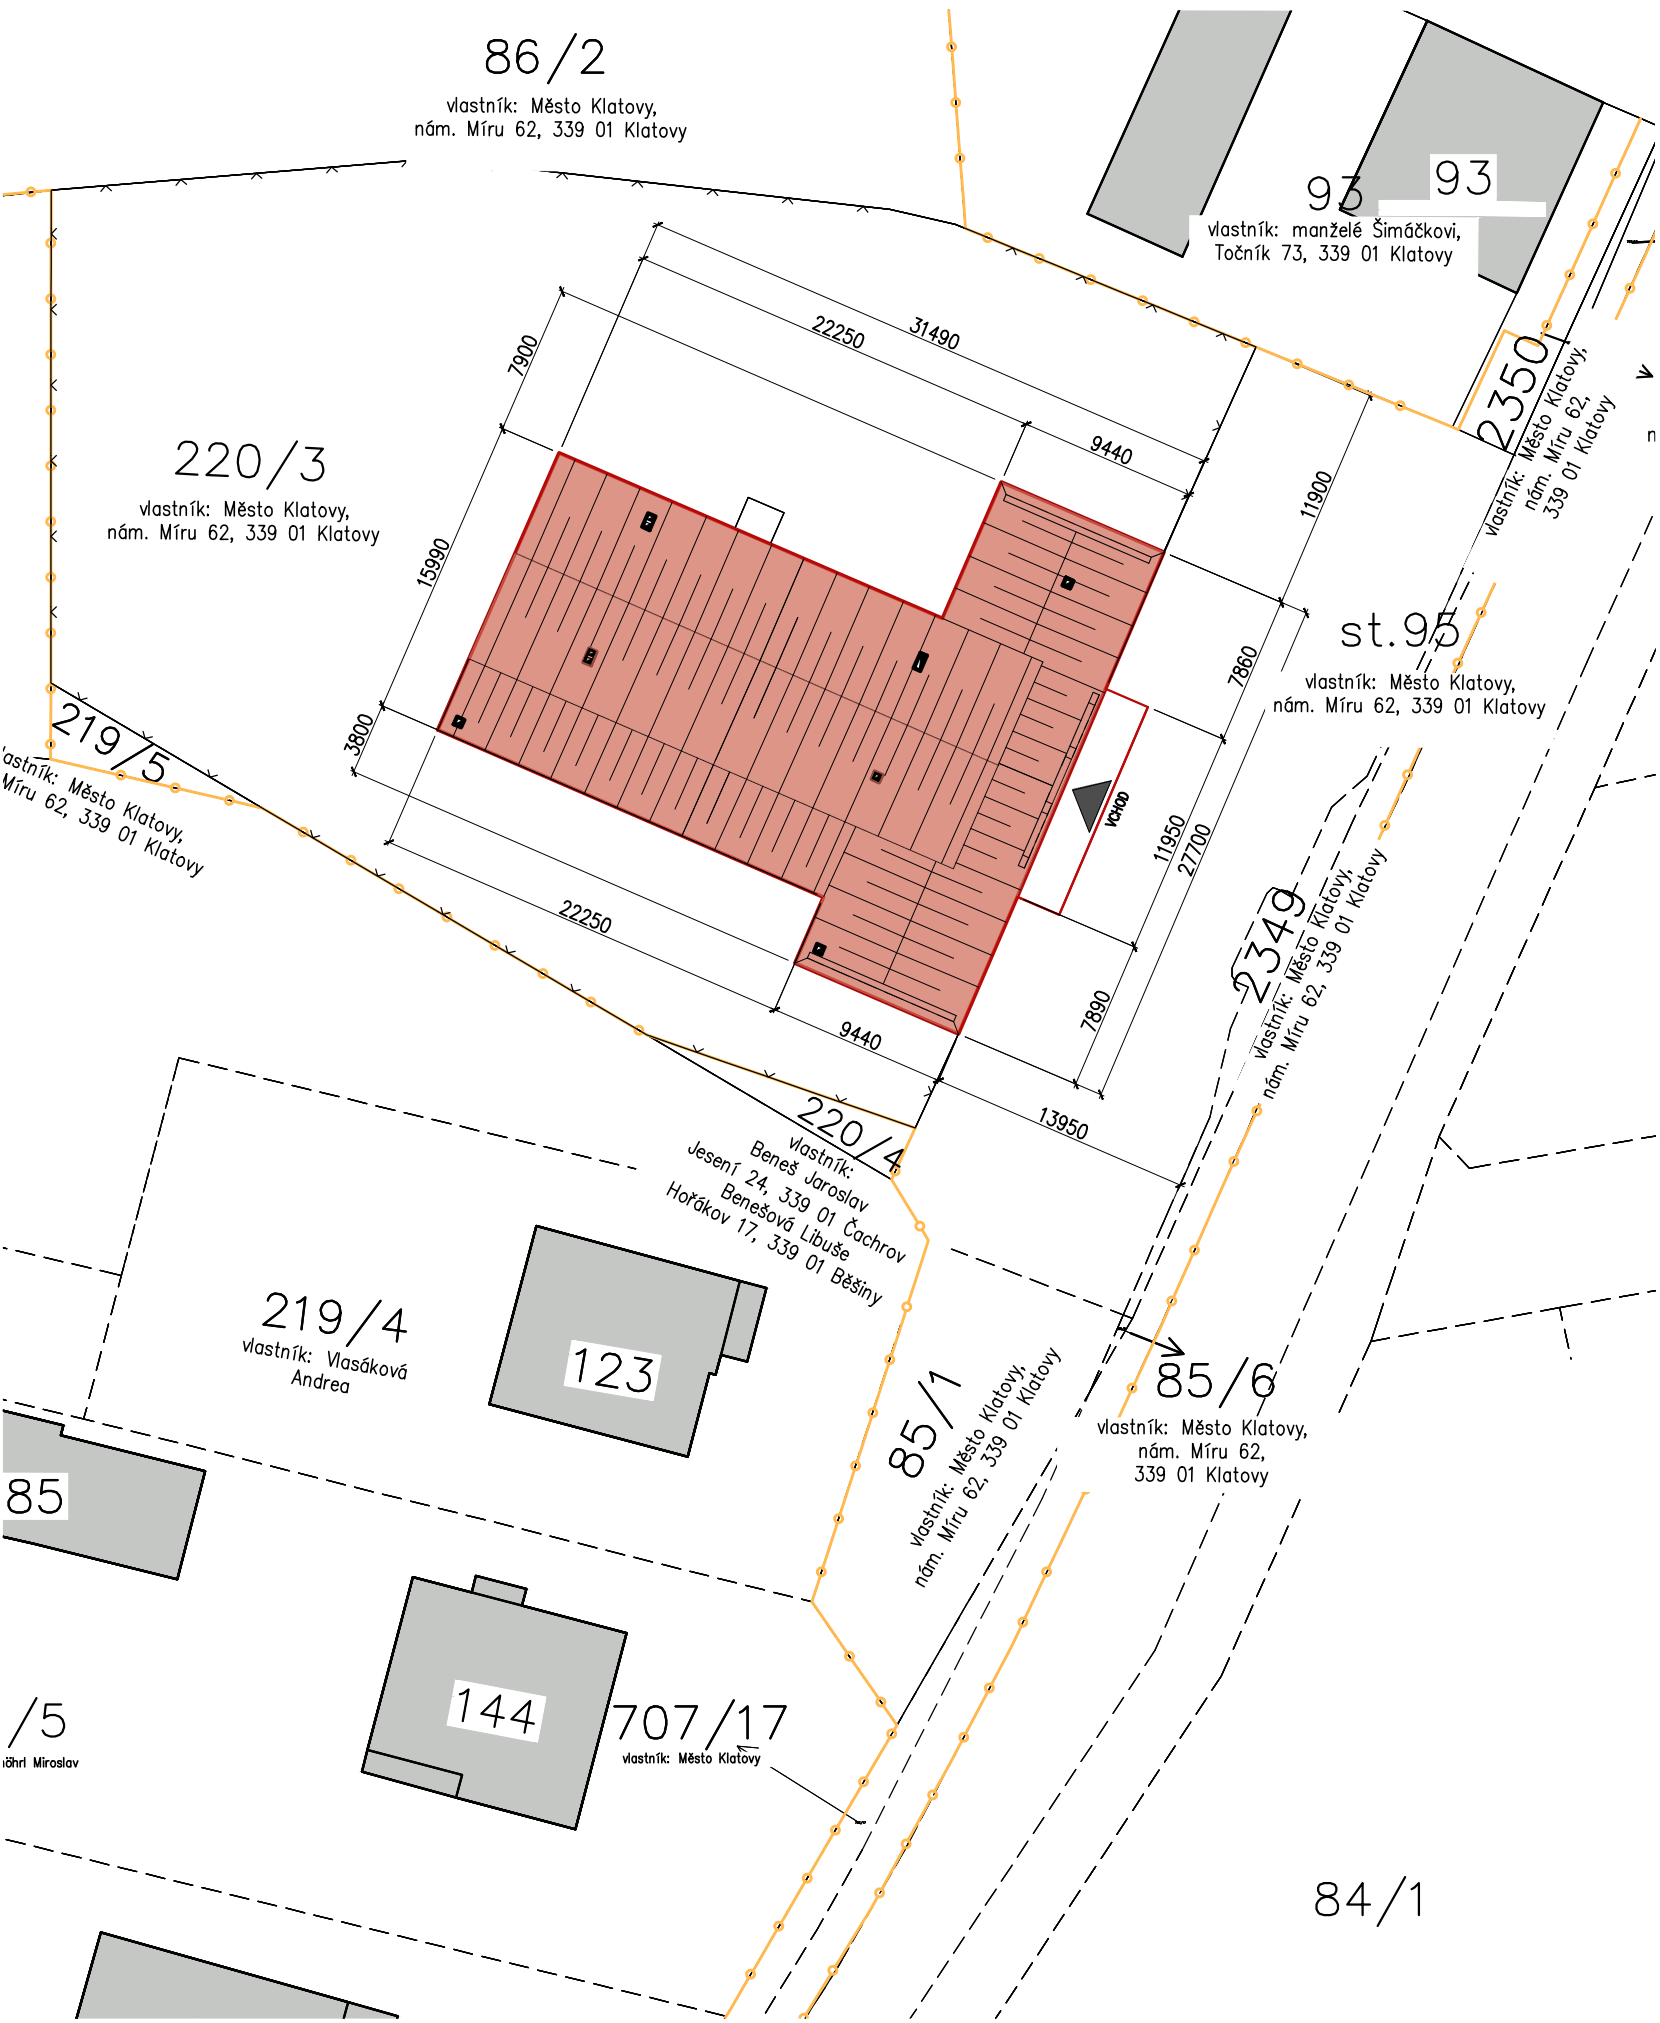 86/2
vlastník: Město Klatovy,
nám. Míru 62, 339 01 Klatovy
93
93
vlastník: manželé Šimáčkovi,
Točník 73, 339 01 Klatovy
31490
22250
7900
9440
11900
2350
vlastník: Město Klatovy,
nám. Míru 62,
339 01 Klatovy
220/3
vlastník: Město Klatovy,
nám. Míru 62, 339 01 Klatovy
15990
st.95
vlastník: Město Klatovy,
nám. Míru 62, 339 01 Klatovy
7860
3800
219/5
vlastník: Město Klatovy,
Míru 62, 339 01 Klatovy
VCHOD
11950
27700
22250
2349
vlastník: Město Klatovy,
nám. Míru 62, 339 01 Klatovy
7890
9440
13950
220/4
vlastník:
Beneš Jaroslav
Jesení 24, 339 01 Čachrov
Benešová Libuše
Hořákov 17, 339 01 Běšiny
219/4
vlastník: Vlasáková
Andrea
123
85/1
vlastník: Město Klatovy,
nám. Míru 62, 339 01 Klatovy
85/6
vlastník: Město Klatovy,
nám. Míru 62,
339 01 Klatovy
85
144
707/17
vlastník: Město Klatovy
/5
Miroslav
84/1